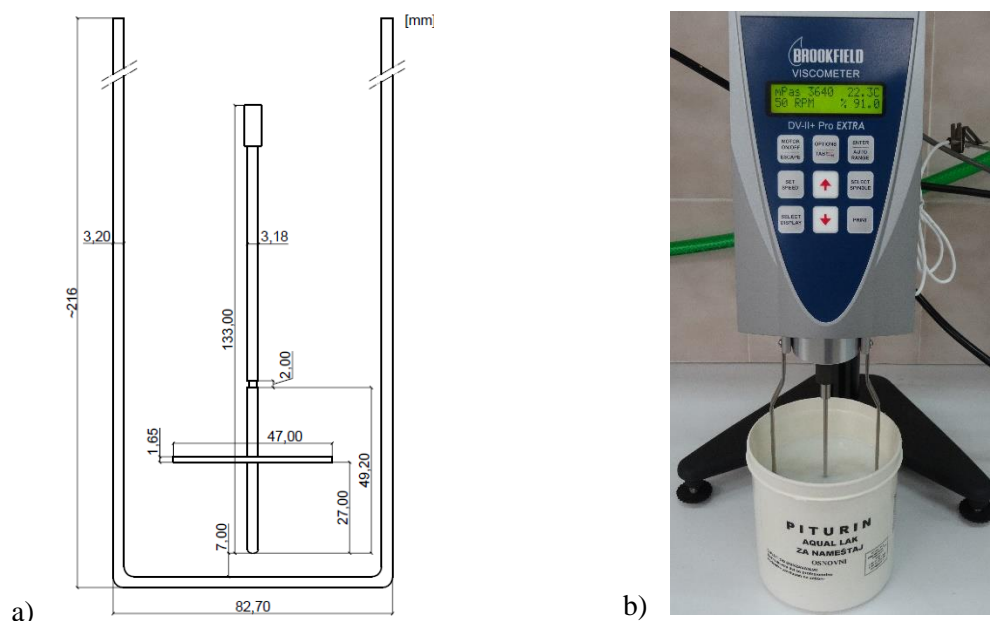 [mm]
3,20
3,18
~216
133,00
2,00
1,65
47,00
49,20
27,00
7,00
82,70
a)
BROOKFIELD
VISCOMETER
mPas 3640 22.3C
50 RPM % 91.0
DV-II+ Pro EXTRA
MOTOR
ON/OFF
ESCAPE
OPTIONS
ENTER
AUTO
RANGE
SET
SPEED
SELECT
SPINDLE
SELECT
DISPLAY
PRINT
PITURIN
AQUAL LAK
ZA NAMEŠTAJ
OSNOVNI
b)